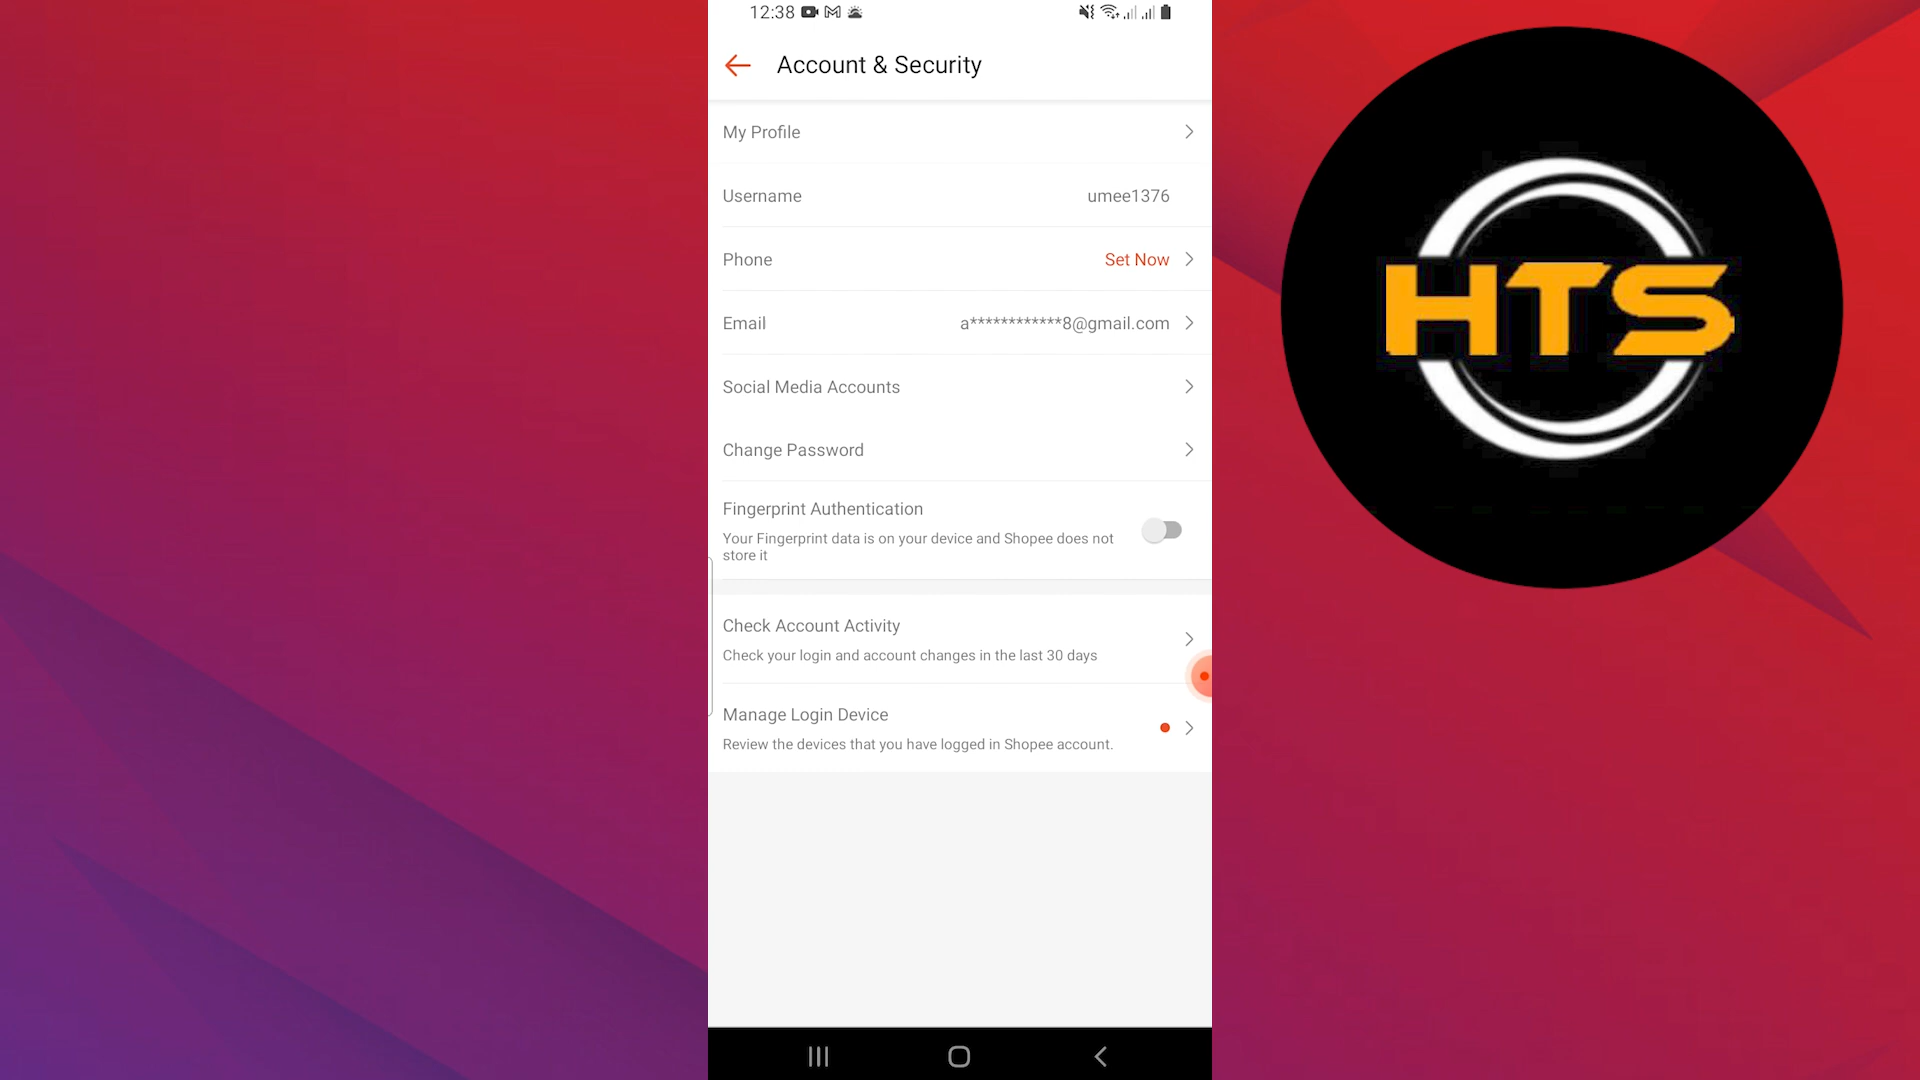 12:38
Account & Security
My Profile
Username umee1376
Phone Set Now
Email a************8@gmail.com
Social Media Accounts
Change Password
Fingerprint Authentication
Your Fingerprint data is on your device and Shopee does not
store it
Check Account Activity
Check your login and account changes in the last 30 days
Manage Login Device
Review the devices that you have logged in Shopee account.
HTS